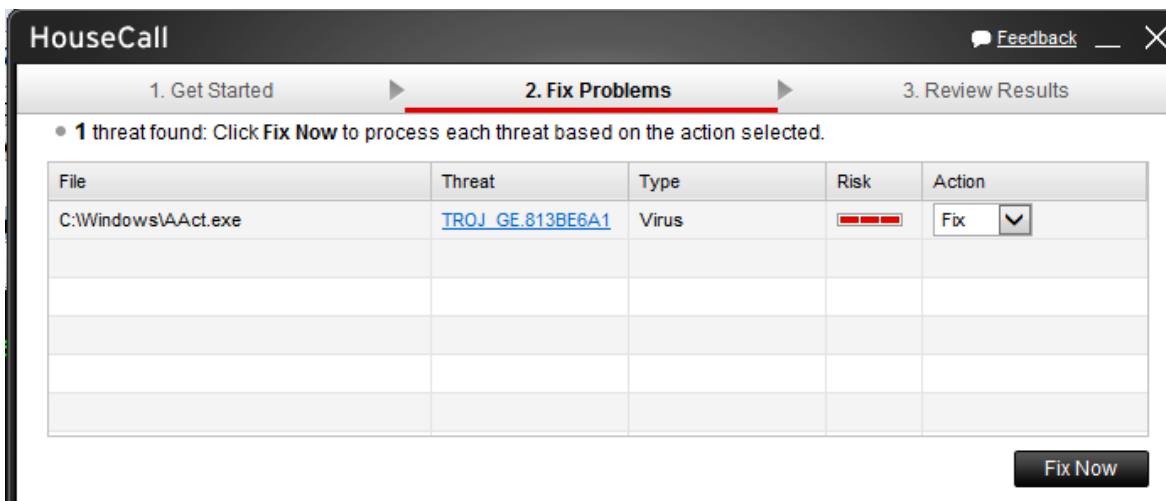 HouseCall
Feedback
1. Get Started
2. Fix Problems
3. Review Results
1 threat found: Click Fix Now to process each threat based on the action selected.
File Threat Type Risk Action
C:\Windows\AAct.exe TROJ_GE.813BE6A1 Virus Fix
Fix Now